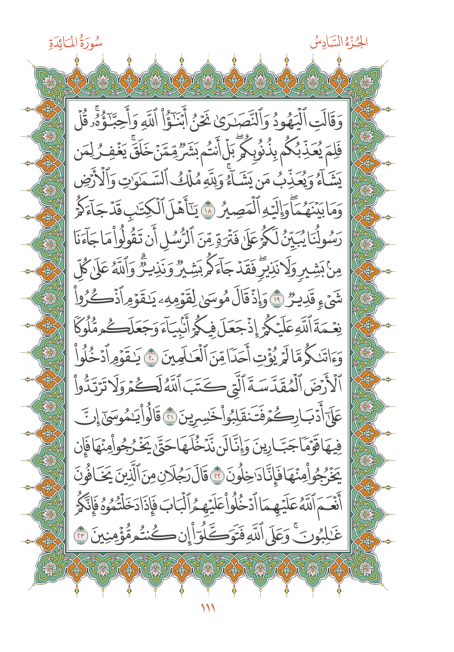 الجُزْءُ السَّادِسُ
سُورَةُ المَائِدَةِ
وَقَالَتِ ٱلْيَهُودُ وَٱلنَّصَٰرَىٰ نَحْنُ أَبْنَٰٓؤُا۟ ٱللَّهِ وَأَحِبَّٰٓؤُهُۥۚ قُلْ
فَلِمَ يُعَذِّبُكُم بِذُنُوبِكُمۖ بَلْ أَنتُم بَشَرٌ مِّمَّنْ خَلَقَۚ يَغْفِرُ لِمَن
يَشَآءُ وَيُعَذِّبُ مَن يَشَآءُۚ وَلِلَّهِ مُلْكُ ٱلسَّمَٰوَٰتِ وَٱلْأَرْضِ
وَمَا بَيْنَهُمَاۖ وَإِلَيْهِ ٱلْمَصِيرُ ١٨ يَٰٓأَهْلَ ٱلْكِتَٰبِ قَدْ جَآءَكُمْ
رَسُولُنَا يُبَيِّنُ لَكُمْ عَلَىٰ فَتْرَةٍ مِّنَ ٱلرُّسُلِ أَن تَقُولُوا۟ مَا جَآءَنَا
مِنۢ بَشِيرٍ وَلَا نَذِيرٍۖ فَقَدْ جَآءَكُم بَشِيرٌ وَنَذِيرٌۗ وَٱللَّهُ عَلَىٰ كُلِّ
شَىْءٍ قَدِيرٌ ١٩ وَإِذْ قَالَ مُوسَىٰ لِقَوْمِهِۦ يَٰقَوْمِ ٱذْكُرُوا۟
نِعْمَةَ ٱللَّهِ عَلَيْكُمْ إِذْ جَعَلَ فِيكُمْ أَنۢبِيَآءَ وَجَعَلَكُم مُّلُوكًا
وَءَاتَىٰكُم مَّا لَمْ يُؤْتِ أَحَدًا مِّنَ ٱلْعَٰلَمِينَ ٢٠ يَٰقَوْمِ ٱدْخُلُوا۟
ٱلْأَرْضَ ٱلْمُقَدَّسَةَ ٱلَّتِى كَتَبَ ٱللَّهُ لَكُمْ وَلَا تَرْتَدُّوا۟
عَلَىٰٓ أَدْبَارِكُمْ فَتَنقَلِبُوا۟ خَٰسِرِينَ ٢١ قَالُوا۟ يَٰمُوسَىٰٓ إِنَّ
فِيهَا قَوْمًا جَبَّارِينَ وَإِنَّا لَن نَّدْخُلَهَا حَتَّىٰ يَخْرُجُوا۟ مِنْهَا فَإِن
يَخْرُجُوا۟ مِنْهَا فَإِنَّا دَٰخِلُونَ ٢٢ قَالَ رَجُلَانِ مِنَ ٱلَّذِينَ يَخَافُونَ
أَنْعَمَ ٱللَّهُ عَلَيْهِمَا ٱدْخُلُوا۟ عَلَيْهِمُ ٱلْبَابَ فَإِذَا دَخَلْتُمُوهُ فَإِنَّكُمْ
غَٰلِبُونَۚ وَعَلَى ٱللَّهِ فَتَوَكَّلُوٓا۟ إِن كُنتُم مُّؤْمِنِينَ ٢٣
١١١